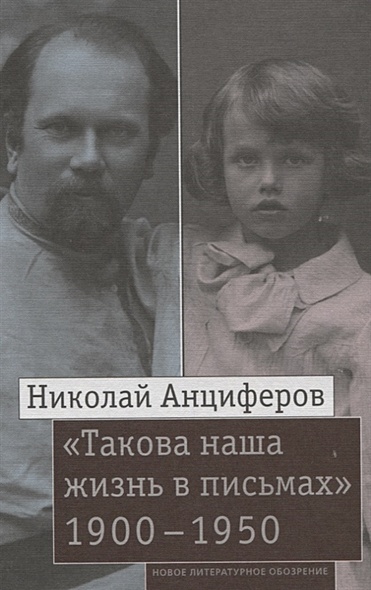 Николай Анциферов
«Такова наша
жизнь в письмах»
1900 – 1950
НОВОЕ ЛИТЕРАТУРНОЕ ОБОЗРЕНИЕ